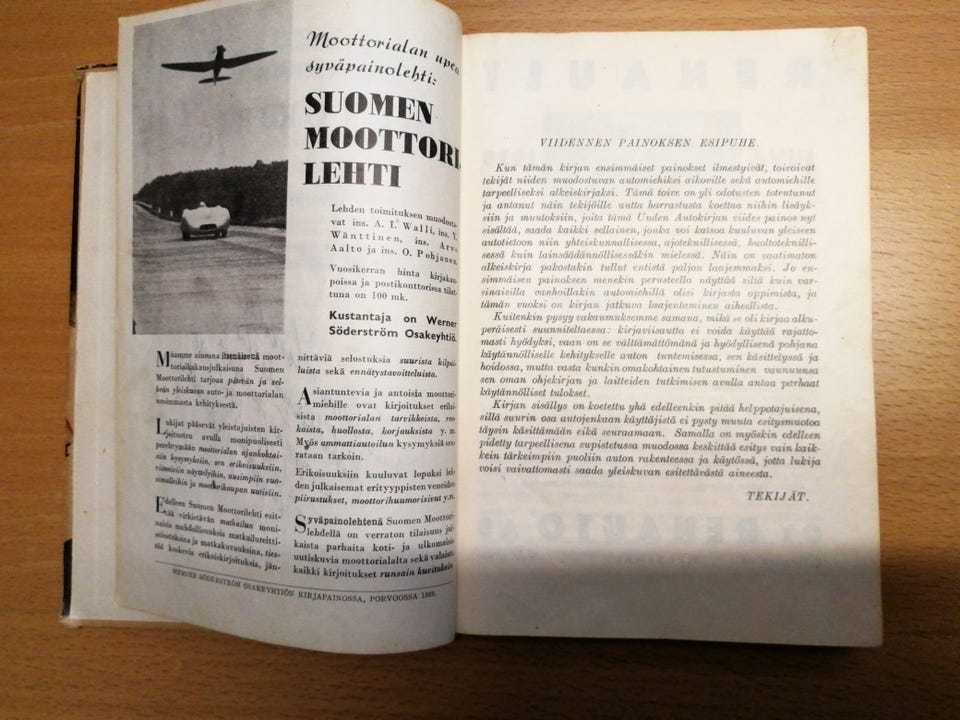 Moottorialan upea
syväpainolehti:
SUOMEN
MOOTTORI
LEHTI
Lehden toimituksen muodosta-
vat ins. A. I. Walli, ins. Y.
Wänttinen, ins. Arvo
Aalto ja ins. O. Pohjanen.
Vuosikerran hinta kirjakau-
poissa ja postikonttorissa tilat-
tuna on 100 mk.
Kustantaja on Werner
Söderström Osakeyhtiö.
Maamme ainoana itsenäisenä moot-
toriaikakausjulkaisuna Suomen
Moottorilehti tarjoaa pätevän ja sel-
keän yleiskuvan auto- ja moottorialan
uusimmasta kehityksestä.
Lukijat pääsevät yleistajuisten kir-
joitusten avulla monipuolisesti
perehtymään moottorialan ajankohtai-
siin kysymyksiin, sen erikoisuuksiin,
viimeisiin näyttelyihin, uusimpiin vuo-
simalleihin ja moottorikaupan uutisiin.
Edelleen Suomen Moottorilehti esit-
tää virkistävän matkailun moni-
naisia mahdollisuuksia matkailureitti-
selostuksina ja matkakuvauksina, ties-
töä koskevia erikoiskirjoituksia, jän-
nittäviä selostuksia suurista kilpai-
luista sekä ennätystavoitteluista.
Asiantuntevia ja antoisia moottori-
miehille ovat kirjoitukset erilai-
sista moottorialan tarvikkeista, ren-
kaista, huollosta, korjauksista y. m.
Myös ammattiautoilun kysymyksiä seu-
rataan tarkoin.
Erikoisuuksiin kuuluvat lopuksi leh-
den julkaisemat erityyppisten veneiden
piirustukset, moottorihuumorisivut y.m.
Syväpainolehtenä Suomen Moottori-
lehdellä on verraton tilaisuus jul-
kaista parhaita koti- ja ulkomaisia
uutiskuvia moottorialalta sekä valaista
kaikki kirjoitukset runsain kuvituksin.
WERNER SÖDERSTRÖM OSAKEYHTIÖN KIRJAPAINOSSA, PORVOOSSA 1939.
VIIDENNEN PAINOKSEN ESIPUHE.
Kun tämän kirjan ensimmäiset painokset ilmestyivät, toivoivat
tekijät niiden muodostuvan automiehiksi aikoville sekä automiehille
tarpeelliseksi alkeiskirjaksi. Tämä toive on yli odotusten toteutunut
ja antanut näin tekijöille uutta harrastusta koettaa niihin lisäyk-
siin ja muutoksiin, joita tämä Uuden Autokirjan viides painos nyt
sisältää, saada kaikki sellainen, jonka voi katsoa kuuluvan yleiseen
autotietoon niin yhteiskunnallisessa, ajoteknillisessä, huoltoteknilli-
sessä kuin lainsäädännöllisessäkin mielessä. Näin on vaatimaton
alkeiskirja pakostakin tullut entistä paljon laajemmaksi. Jo en-
simmäisen painoksen menekin perusteella näyttää siltä kuin var-
sinaisilla vanhoillakin automiehillä olisi kirjasta oppimista, ja
tämän vuoksi on kirjan jatkuva laajentaminen aiheellista.
Kuitenkin pysyy vakaumuksemme samana, mikä se oli kirjaa alku-
peräisesti suunniteltaessa: kirjaviisautta ei voida käyttää rajatto-
masti hyödyksi, vaan on se välttämättömänä ja hyödyllisenä pohjana
käytännölliselle kehitykselle auton tuntemisessa, sen käsittelyssä ja
hoidossa, mutta vasta kunkin omakohtainen tutustuminen vaunuunsa
sen oman ohjekirjan ja laitteiden tutkimisen avulla antaa parhaat
käytännölliset tulokset.
Kirjan sisällys on koetettu yhä edelleenkin pitää helppotajuisena,
sillä suurin osa autojenkaan käyttäjistä ei pysty muuta esitysmuotoa
täysin käsittämään eikä seuraamaan. Samalla on myöskin edelleen
pidetty tarpeellisena supistetussa muodossa keskittää esitys vain kaik-
kein tärkeimpiin puoliin auton rakenteessa ja käytössä, jotta lukija
voisi vaivattomasti saada yleiskuvan esitettävästä aineesta.
TEKIJÄT.